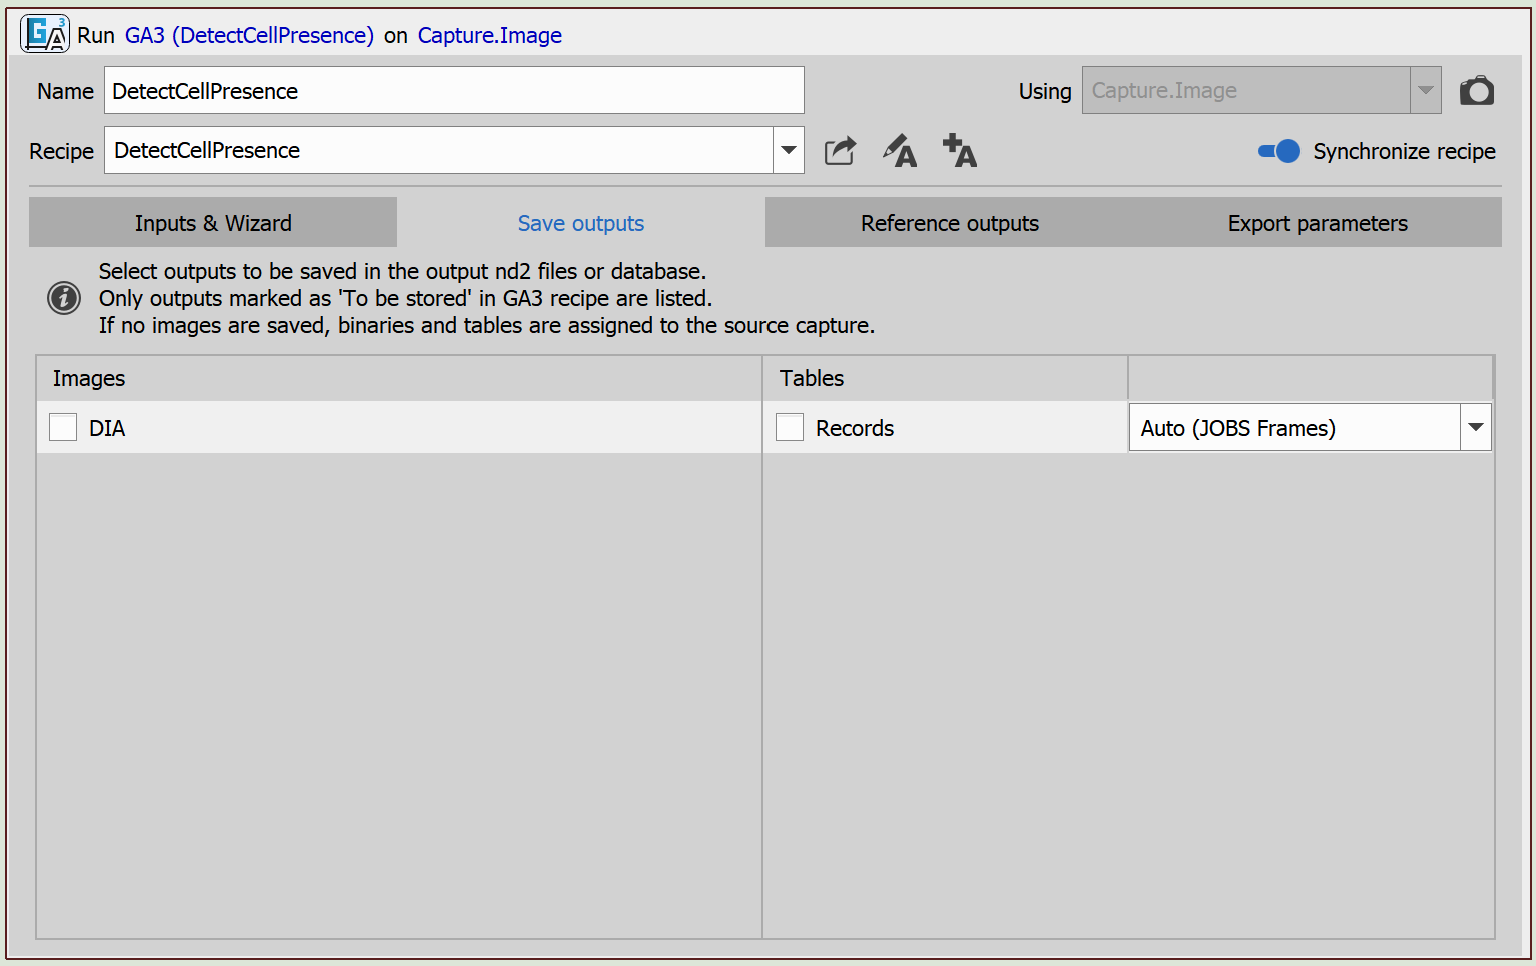 GA3 Run GA3 (DetectCellPresence) on Capture.Image
Name DetectCellPresence Using Capture.Image
Recipe DetectCellPresence A A Synchronize recipe
Inputs & Wizard Save outputs Reference outputs Export parameters
Select outputs to be saved in the output nd2 files or database.
Only outputs marked as 'To be stored' in GA3 recipe are listed.
If no images are saved, binaries and tables are assigned to the source capture.
Images Tables
DIA Records Auto (JOBS Frames)